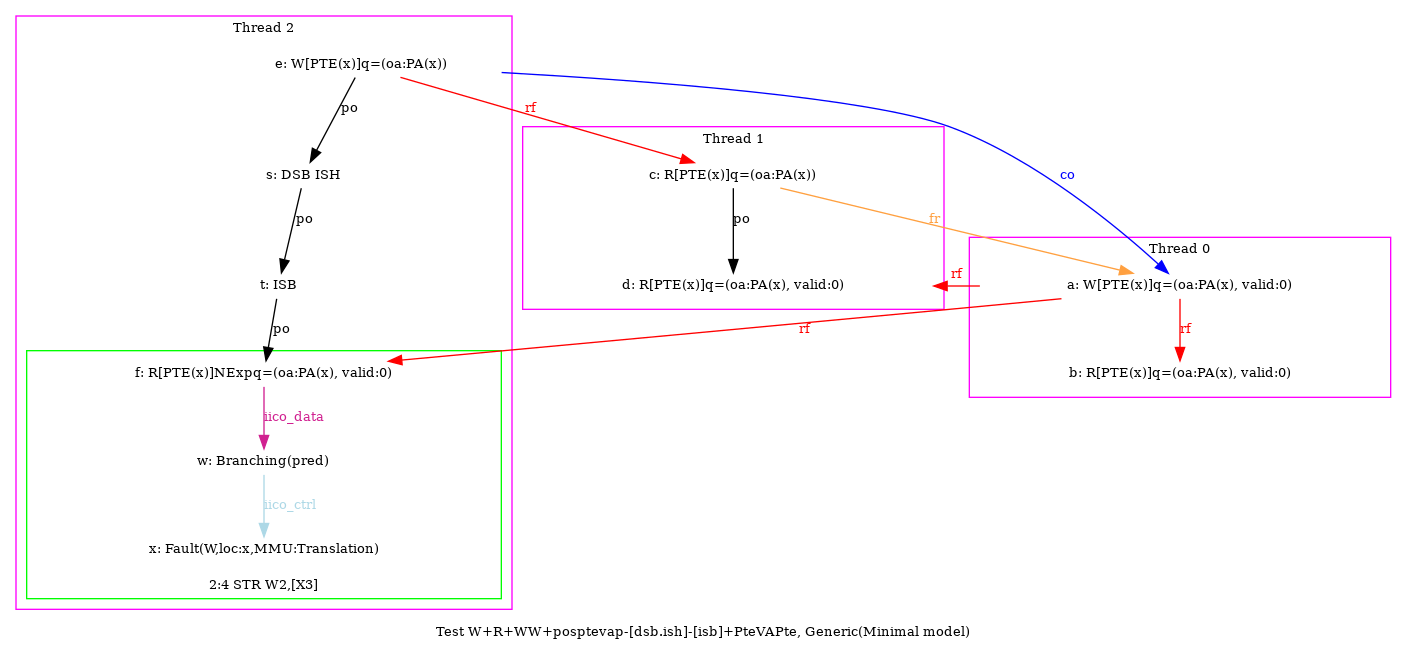 Thread 2
e: W[PTE(x)]q=(oa:PA(x))
po
rf
Thread 1
s: DSB ISH
c: R[PTE(x)]q=(oa:PA(x))
co
po
po
fr
Thread 0
t: ISB
d: R[PTE(x)]q=(oa:PA(x), valid:0)
rf
a: W[PTE(x)]q=(oa:PA(x), valid:0)
po
rf
rf
f: R[PTE(x)]NExpq=(oa:PA(x), valid:0)
b: R[PTE(x)]q=(oa:PA(x), valid:0)
iico_data
w: Branching(pred)
iico_ctrl
x: Fault(W,loc:x,MMU:Translation)
2:4 STR W2,[X3]
Test W+R+WW+posptevap-[dsb.ish]-[isb]+PteVAPte, Generic(Minimal model)